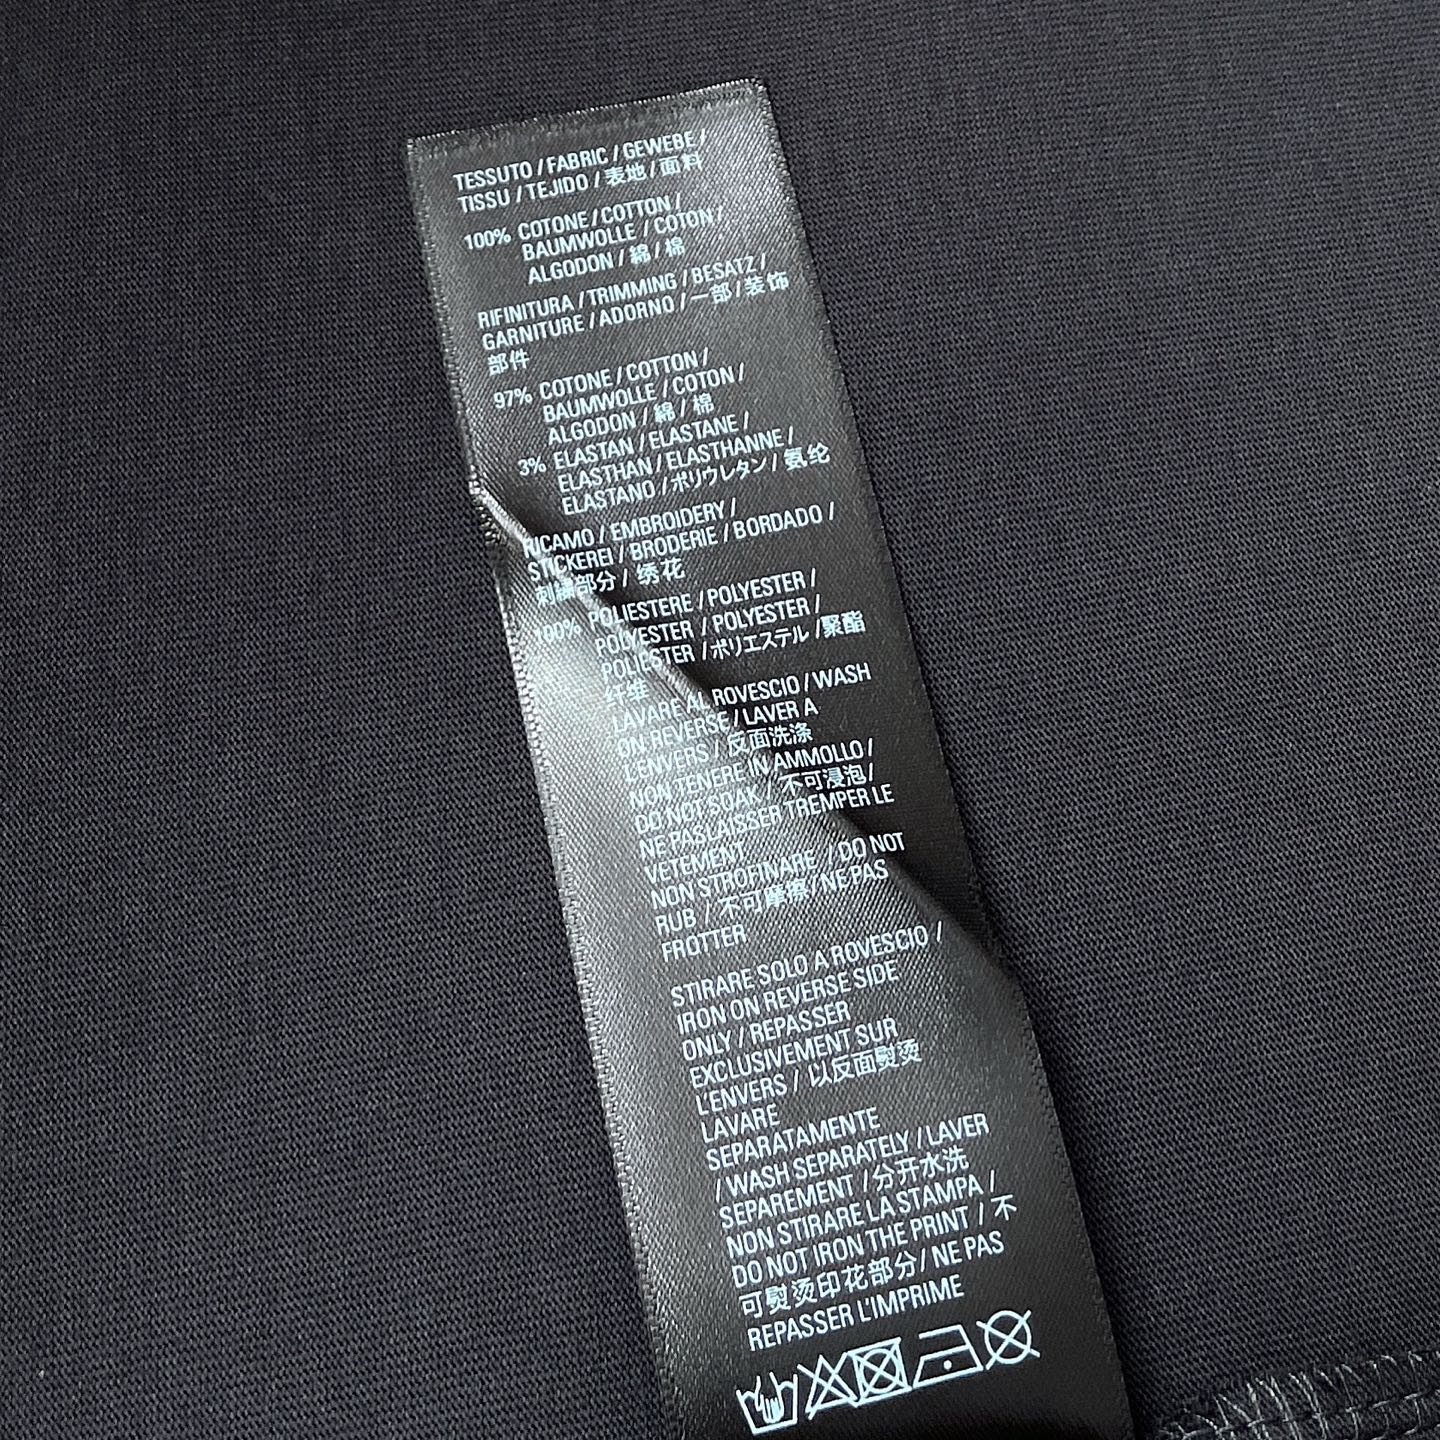 TESSUTO / FABRIC / GEWEBE /
TISSU / TEJIDO / 表地 / 面料
100% COTONE / COTTON /
BAUMWOLLE / COTON /
ALGODON / 綿 / 棉
RIFINITURA / TRIMMING / BESATZ /
GARNITURE / ADORNO / 一部 / 装饰
部件
97% COTONE / COTTON /
BAUMWOLLE / COTON /
ALGODON / 綿 / 棉
3% ELASTAN / ELASTANE /
ELASTHAN / ELASTHANNE /
ELASTANO / ポリウレタン / 氨纶
RICAMO / EMBROIDERY /
STICKEREI / BRODERIE / BORDADO /
刺繍部分 / 绣花
100% POLIESTERE / POLYESTER /
POLYESTER / POLYESTER /
POLIESTER / ポリエステル / 聚酯
纤维
LAVARE AL ROVESCIO / WASH
ON REVERSE / LAVER A
L'ENVERS / 反面洗涤
NON TENERE IN AMMOLLO /
DO NOT SOAK / 不可浸泡 /
NE PAS LAISSER TREMPER LE
VETEMENT
NON STROFINARE / DO NOT
RUB / 不可摩擦 / NE PAS
FROTTER
STIRARE SOLO A ROVESCIO /
IRON ON REVERSE SIDE
ONLY / REPASSER
EXCLUSIVEMENT SUR
L'ENVERS / 以反面熨烫
LAVARE
SEPARATAMENTE
/ WASH SEPARATELY / LAVER
SEPAREMENT / 分开水洗
NON STIRARE LA STAMPA /
DO NOT IRON THE PRINT / 不
可熨烫印花部分 / NE PAS
REPASSER L'IMPRIME